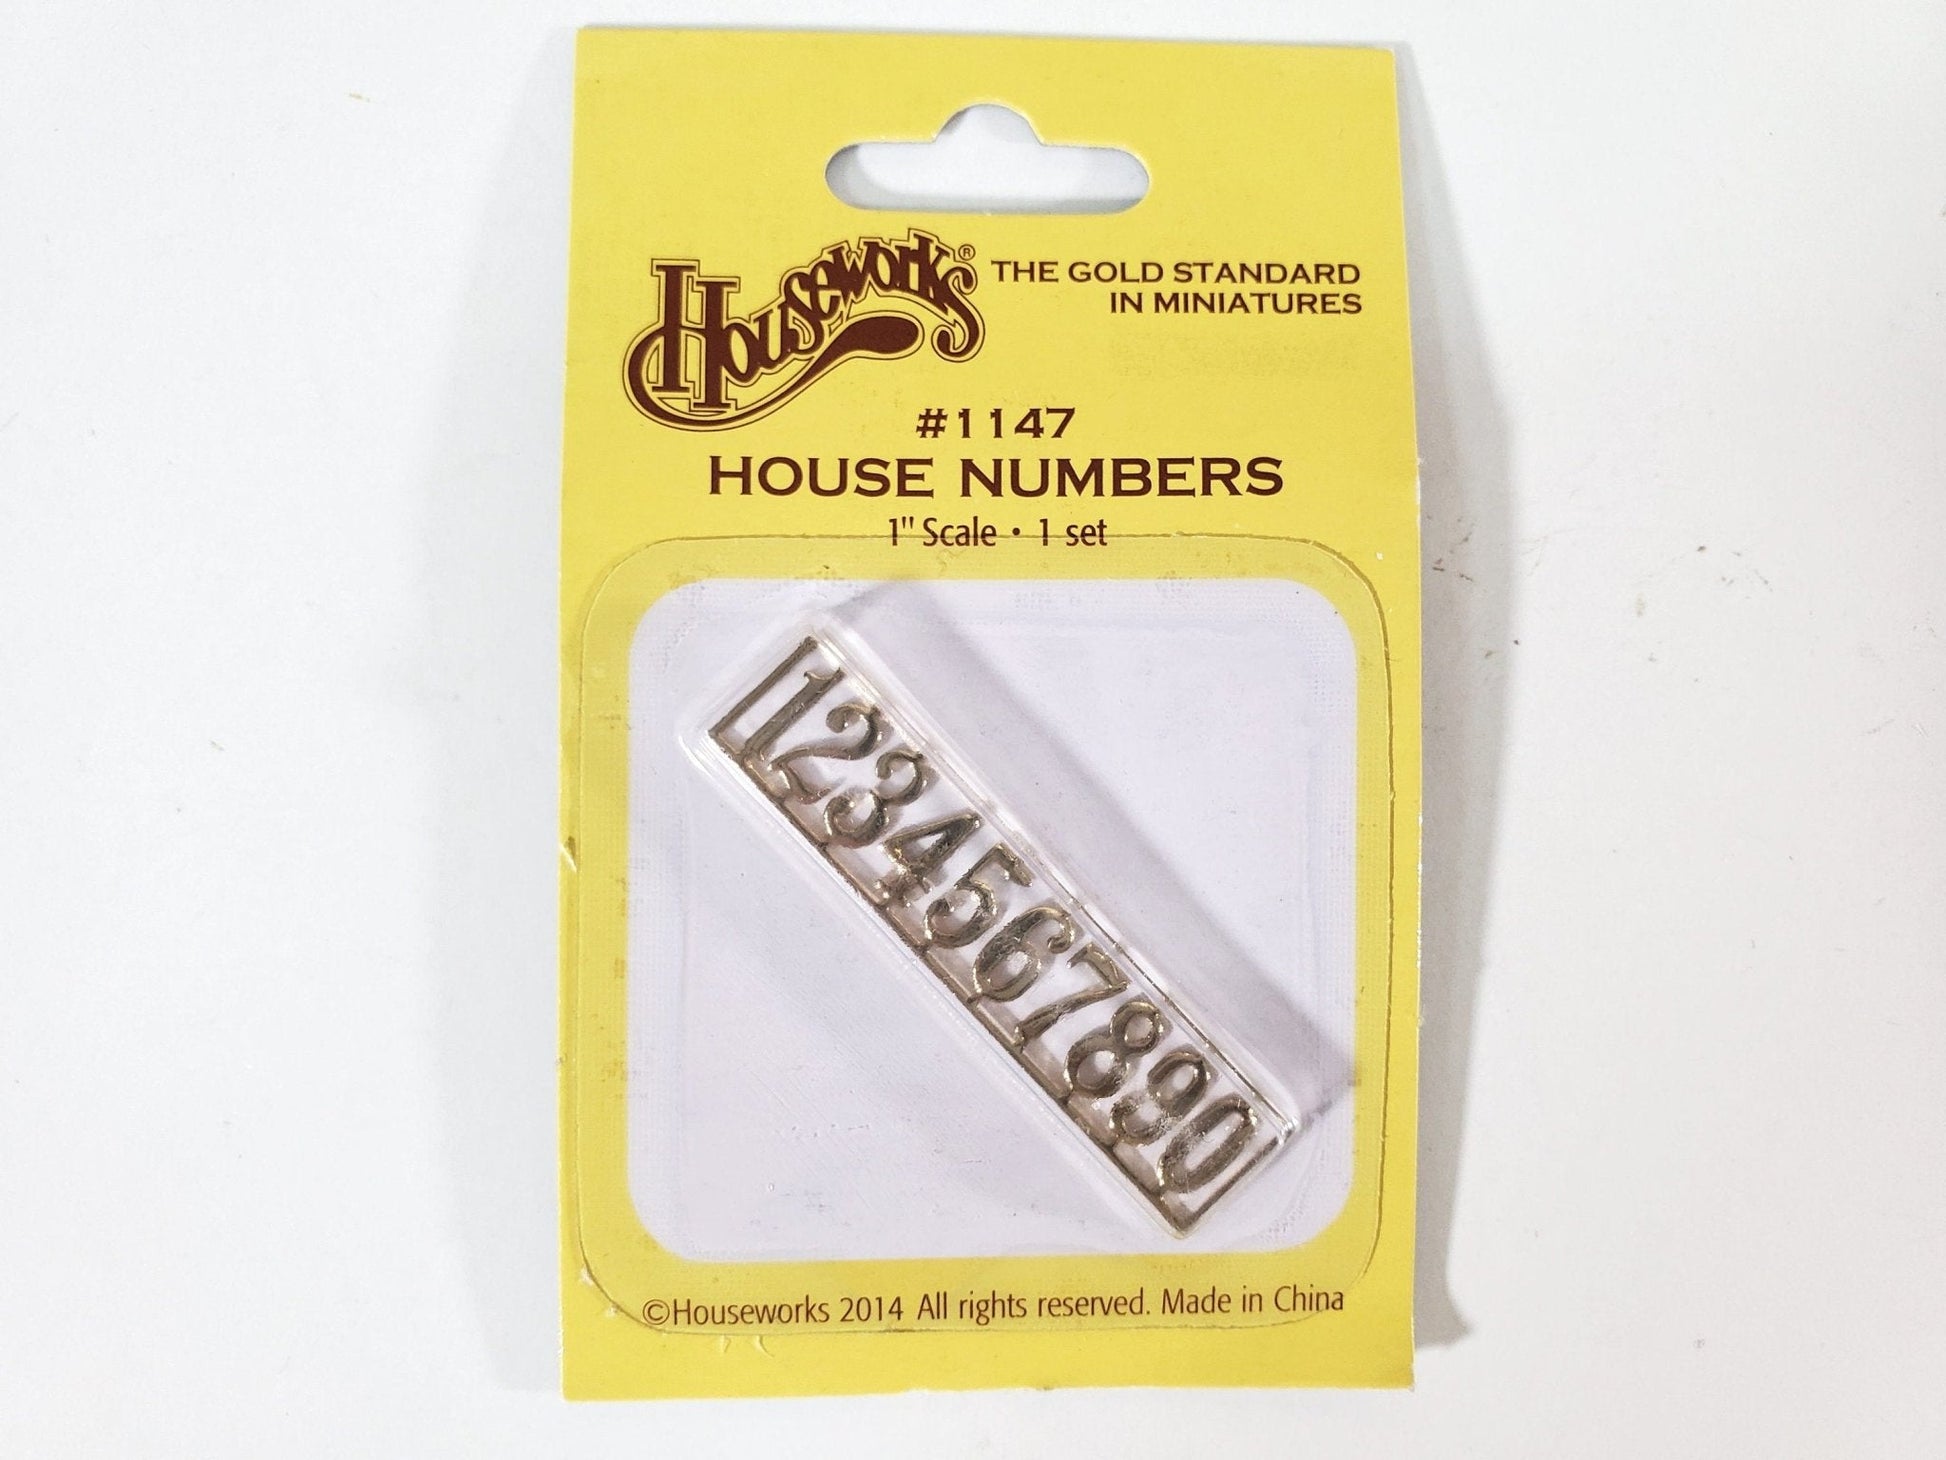 Houseworks®
THE GOLD STANDARD
IN MINIATURES
#1147
HOUSE NUMBERS
1" Scale • 1 set
1234567890
©Houseworks 2014 All rights reserved. Made in China